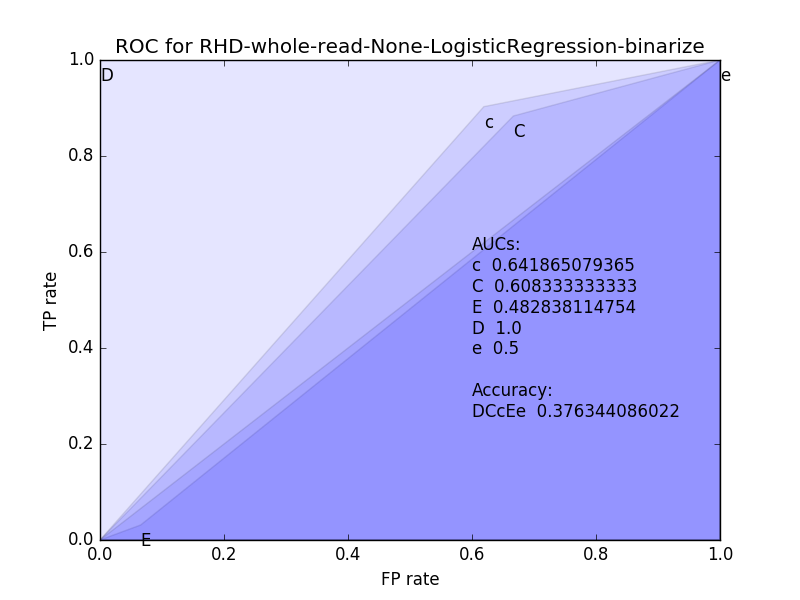 ROC for RHD-whole-read-None-LogisticRegression-binarize
1.0
D
e
c
C
0.8
AUCs:
0.6
c 0.641865079365
C 0.608333333333
E 0.482838114754
D 1.0
e 0.5
TP rate
0.4
Accuracy:
DCcEe 0.376344086022
0.2
0.0
E
0.0 0.2 0.4 0.6 0.8 1.0
FP rate